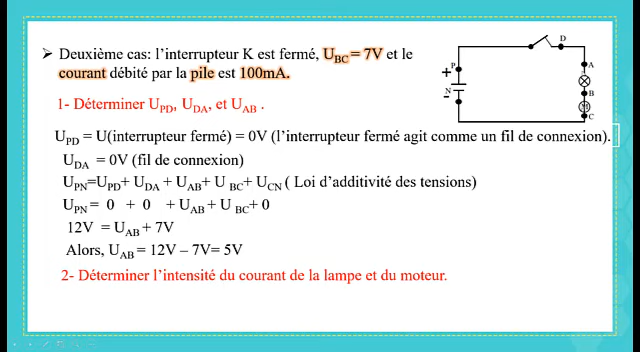 ➢ Deuxième cas: l'interrupteur K est fermé, U_BC = 7V et le
courant débité par la pile est 100mA.
1- Déterminer U_PD, U_DA, et U_AB .
U_PD = U(interrupteur fermé) = 0V (l'interrupteur fermé agit comme un fil de connexion).
U_DA = 0V (fil de connexion)
U_PN=U_PD+ U_DA + U_AB+ U_BC+ U_CN ( Loi d'additivité des tensions)
U_PN = 0 + 0 + U_AB+ U_BC+0
12V = U_AB + 7V
Alors, U_AB = 12V – 7V= 5V
2- Déterminer l'intensité du courant de la lampe et du moteur.
D
P
A
+
B
N
-
M
C